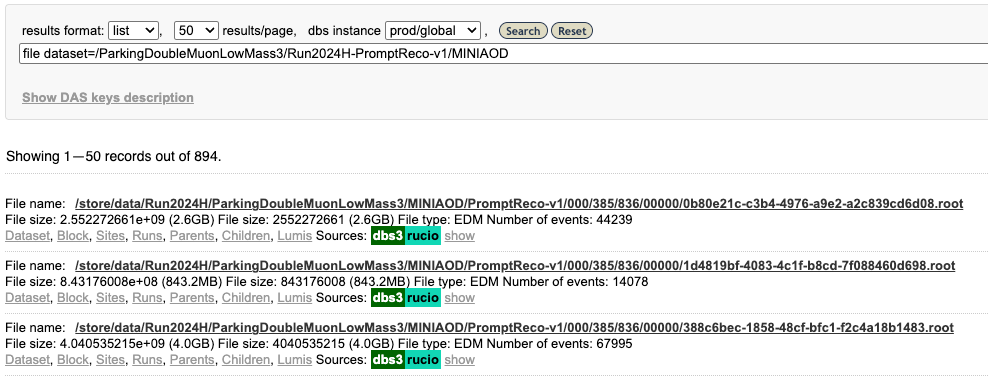 results format: list, 50 results/page, dbs instance prod/global , Search Reset
file dataset=/ParkingDoubleMuonLowMass3/Run2024H-PromptReco-v1/MINIAOD
Show DAS keys description
Showing 1—50 records out of 894.
File name: /store/data/Run2024H/ParkingDoubleMuonLowMass3/MINIAOD/PromptReco-v1/000/385/836/00000/0b80e21c-c3b4-4976-a9e2-a2c839cd6d08.root
File size: 2.552272661e+09 (2.6GB) File size: 2552272661 (2.6GB) File type: EDM Number of events: 44239
Dataset, Block, Sites, Runs, Parents, Children, Lumis Sources: dbs3 rucio show
File name: /store/data/Run2024H/ParkingDoubleMuonLowMass3/MINIAOD/PromptReco-v1/000/385/836/00000/1d4819bf-4083-4c1f-b8cd-7f088460d698.root
File size: 8.43176008e+08 (843.2MB) File size: 843176008 (843.2MB) File type: EDM Number of events: 14078
Dataset, Block, Sites, Runs, Parents, Children, Lumis Sources: dbs3 rucio show
File name: /store/data/Run2024H/ParkingDoubleMuonLowMass3/MINIAOD/PromptReco-v1/000/385/836/00000/388c6bec-1858-48cf-bfc1-f2c4a18b1483.root
File size: 4.040535215e+09 (4.0GB) File size: 4040535215 (4.0GB) File type: EDM Number of events: 67995
Dataset, Block, Sites, Runs, Parents, Children, Lumis Sources: dbs3 rucio show